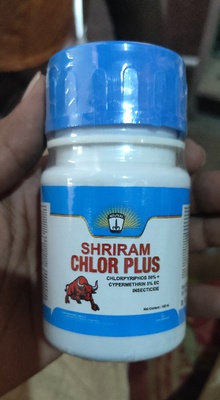 SHRIRAM
CHLOR PLUS
CHLORPYRIPHOS 50% +
CYPERMETHRIN 5% EC
INSECTICIDE